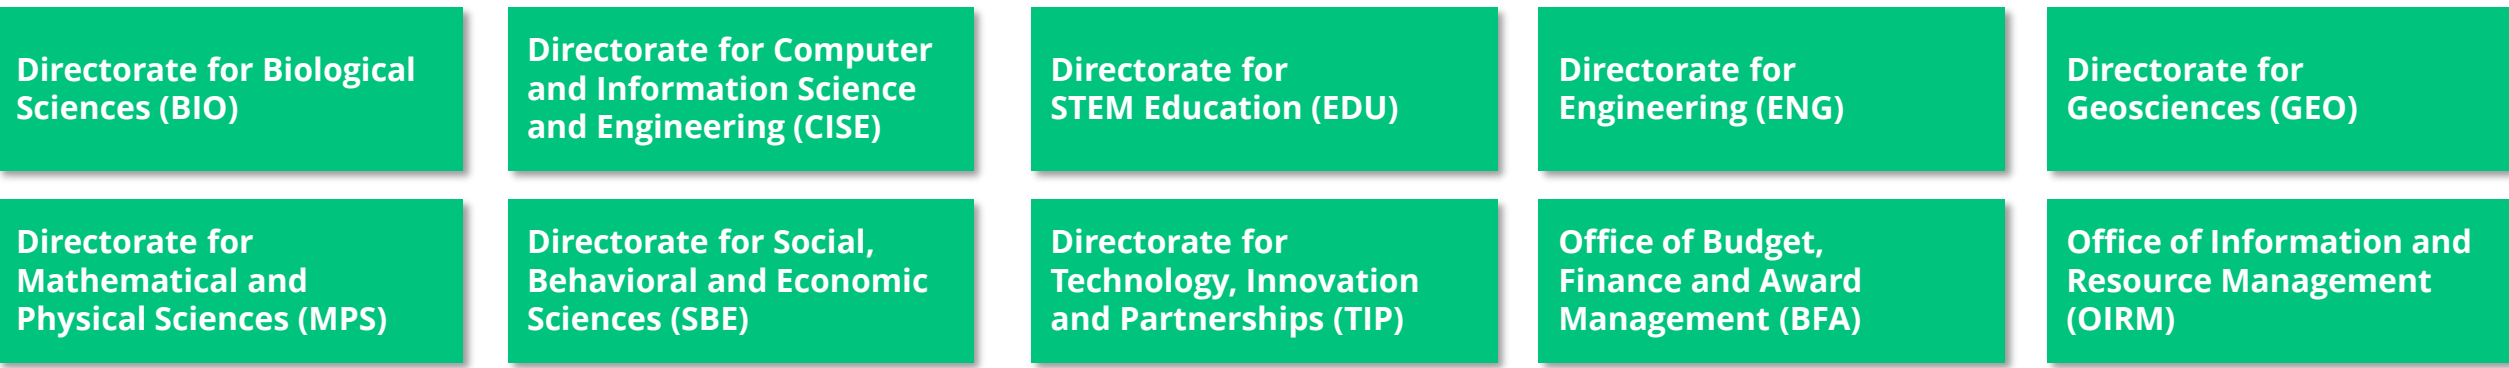 Directorate for Biological
Sciences (BIO)
Directorate for Computer
and Information Science
and Engineering (CISE)
Directorate for
STEM Education (EDU)
Directorate for
Engineering (ENG)
Directorate for
Geosciences (GEO)
Directorate for
Mathematical and
Physical Sciences (MPS)
Directorate for Social,
Behavioral and Economic
Sciences (SBE)
Directorate for
Technology, Innovation
and Partnerships (TIP)
Office of Budget,
Finance and Award
Management (BFA)
Office of Information and
Resource Management
(OIRM)